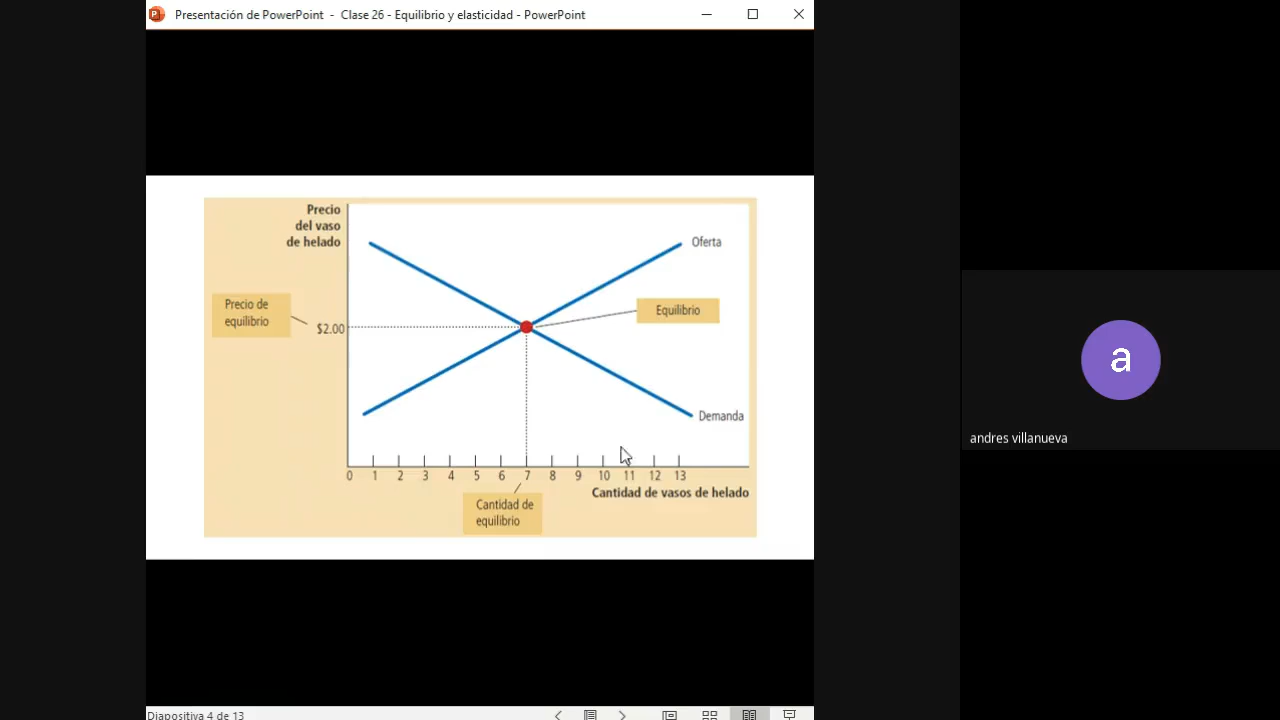 Presentación de PowerPoint - Clase 26 - Equilibrio y elasticidad - PowerPoint
Precio
del vaso
de helado
Oferta
Precio de
equilibrio
Equilibrio
$2.00
a
Demanda
andres villanueva
0 1 2 3 4 5 6 7 8 9 10 11 12 13
Cantidad de vasos de helado
Cantidad de
equilibrio
Diapositiva 4 de 13